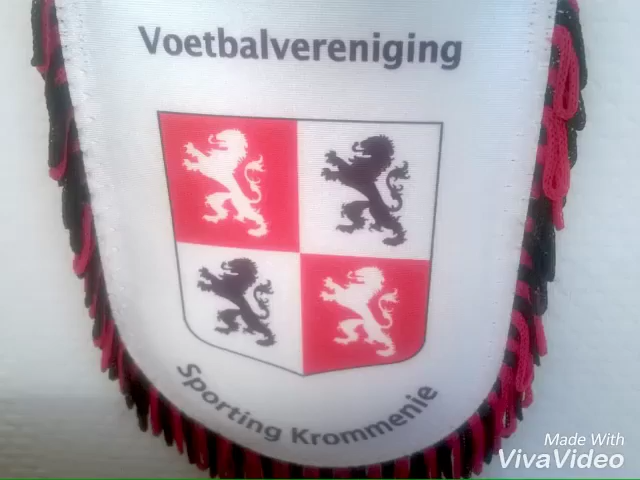 Voetbalvereniging
Sporting Krommenie
Made With
VivaVideo